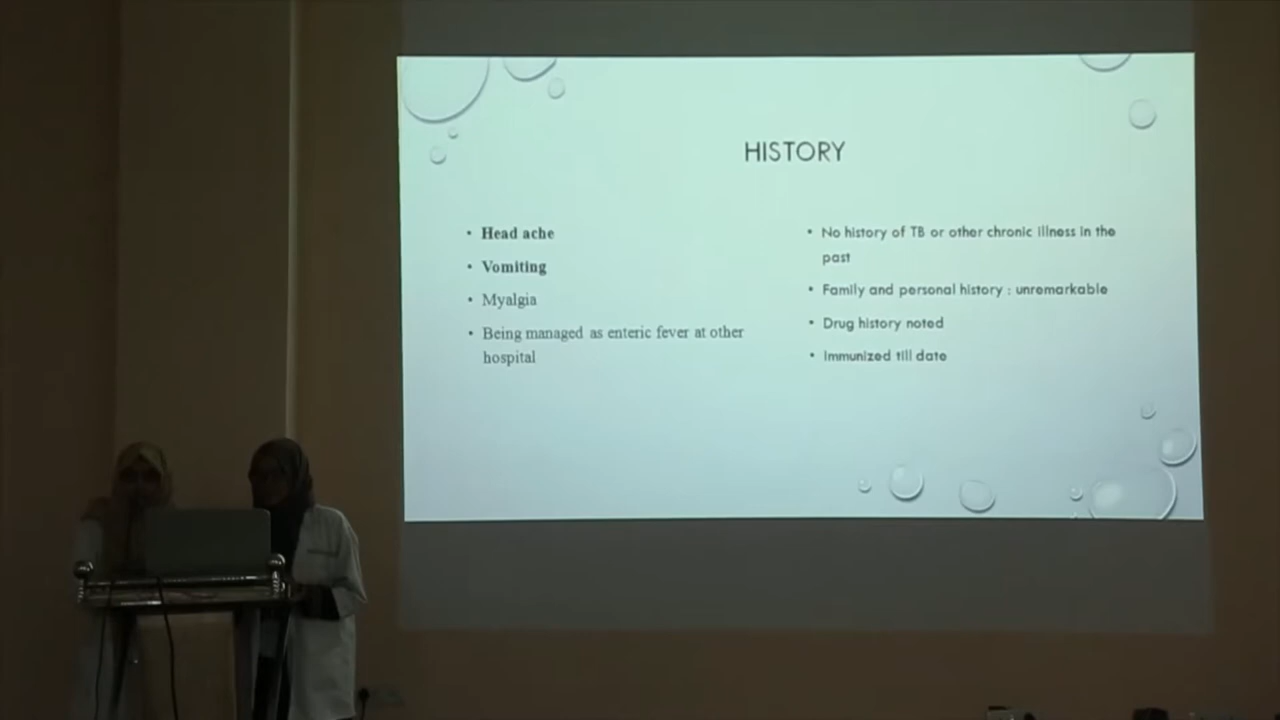 HISTORY
• Head ache
• Vomiting
• Myalgia
• Being managed as enteric fever at other
hospital
• No history of TB or other chronic illness in the
past
• Family and personal history : unremarkable
• Drug history noted
• Immunized till date